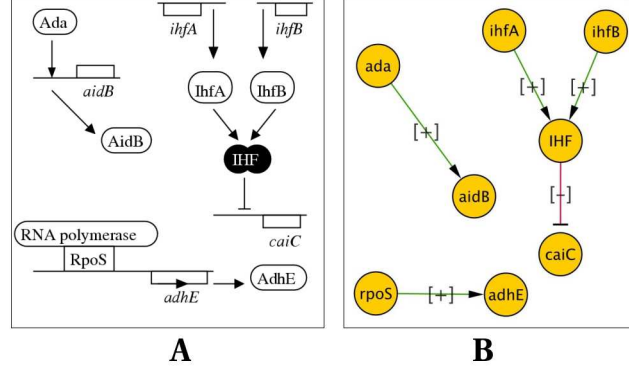 Ada
aidB
AidB
ihfA
ihfB
IhfA
IhfB
IHF
caiC
RNA polymerase
RpoS
adhE
AdhE
A
ihfA
ihfB
ada
[+]
[+]
[+]
IHF
aidB
[-]
caiC
rpoS
[+]
adhE
B